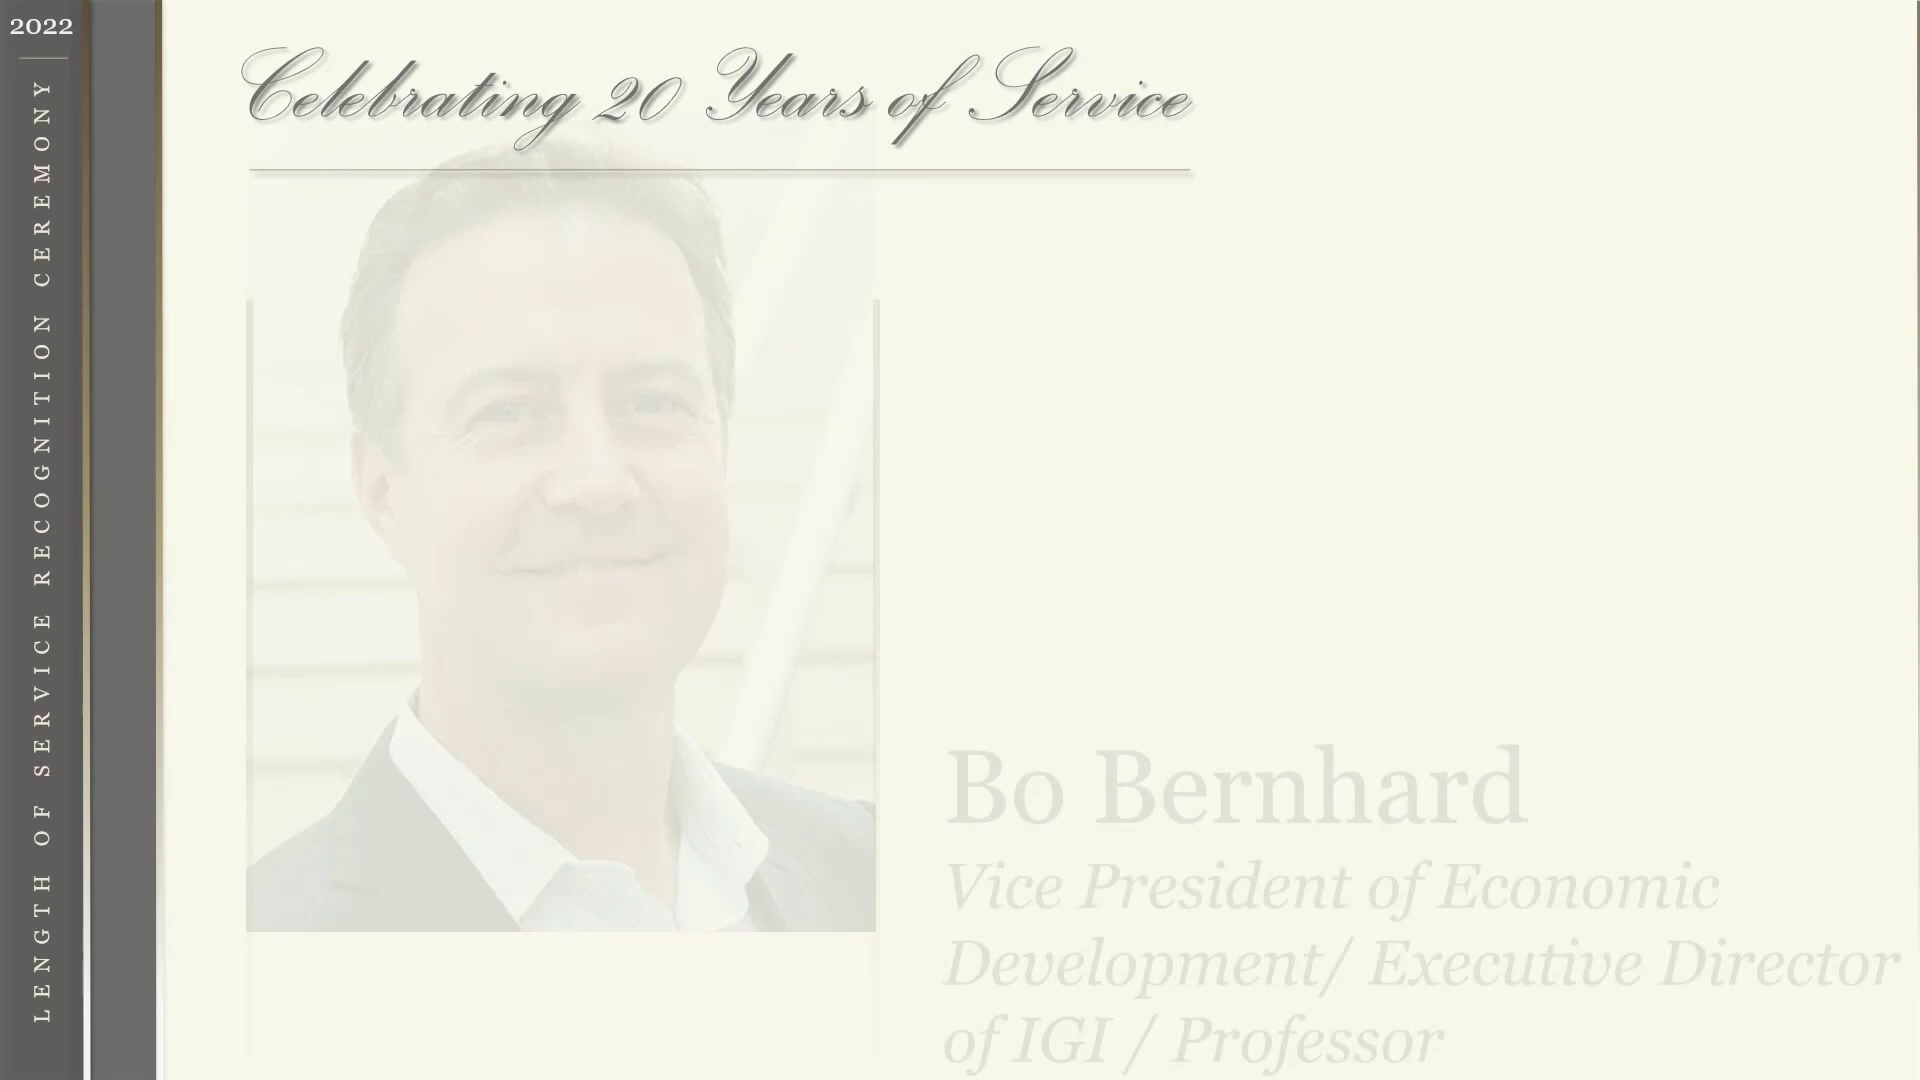 2022
LENGTH OF SERVICE RECOGNITION CEREMONY
Celebrating 20 Years of Service
Bo Bernhard
Vice President of Economic
Development/ Executive Director
of IGI / Professor